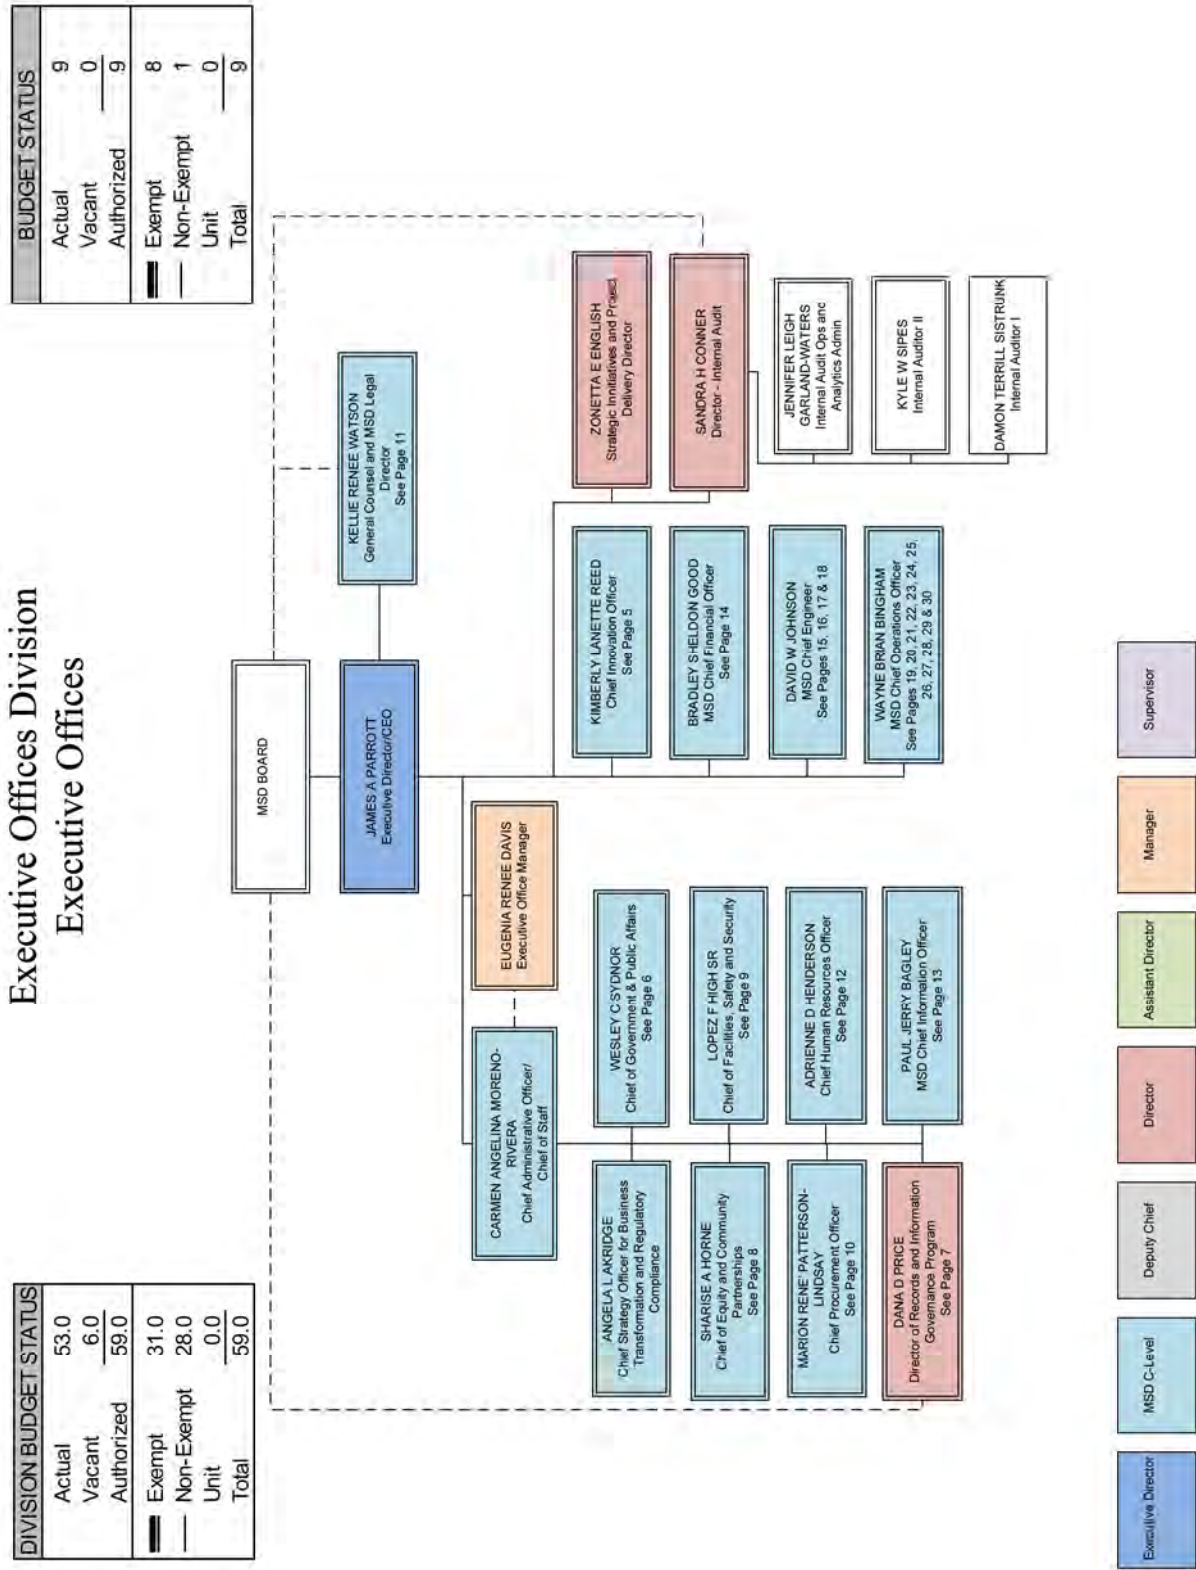 Executive Offices Division
Executive Offices
DIVISION BUDGET STATUS
Actual 53.0
Vacant 6.0
Authorized 59.0
Exempt 31.0
Non-Exempt 28.0
Unit 0.0
Total 59.0
BUDGET STATUS
Actual 9
Vacant 0
Authorized 9
Exempt 8
Non-Exempt 1
Unit 0
Total 9
MSD BOARD
JAMES A PARROTT
Executive Director/CEO
KELLIE RENEE WATSON
General Counsel and MSD Legal
Director
See Page 11
CARMEN ANGELINA MORENO-
RIVERA
Chief Administrative Officer/
Chief of Staff
EUGENIA RENEE DAVIS
Executive Office Manager
ANGELA L AKRIDGE
Chief Strategy Officer for Business
Transformation and Regulatory
Compliance
WESLEY C SYDNOR
Chief of Government & Public Affairs
See Page 6
SHARISE A HORNE
Chief of Equity and Community
Partnerships
See Page 8
LOPEZ F HIGH SR
Chief of Facilities, Safety and Security
See Page 9
MARION RENE' PATTERSON-
LINDSAY
Chief Procurement Officer
See Page 10
ADRIENNE D HENDERSON
Chief Human Resources Officer
See Page 12
DANA D PRICE
Director of Records and Information
Governance Program
See Page 7
PAUL JERRY BAGLEY
MSD Chief Information Officer
See Page 13
KIMBERLY LANETTE REED
Chief Innovation Officer
See Page 5
BRADLEY SHELDON GOOD
MSD Chief Financial Officer
See Page 14
DAVID W JOHNSON
MSD Chief Engineer
See Pages 15, 16, 17 & 18
WAYNE BRIAN BINGHAM
MSD Chief Operations Officer
See Pages 19, 20, 21, 22, 23, 24, 25,
26, 27, 28, 29 & 30
ZONETTA E ENGLISH
Strategic Innitiatives and Project
Delivery Director
SANDRA H CONNER
Director - Internal Audit
JENNIFER LEIGH
GARLAND-WATERS
Internal Audit Ops and
Analytics Admin
KYLE W SIPES
Internal Auditor II
DAMON TERRILL SISTRUNK
Internal Auditor I
Executive Director
MSD C-Level
Deputy Chief
Director
Assistant Director
Manager
Supervisor